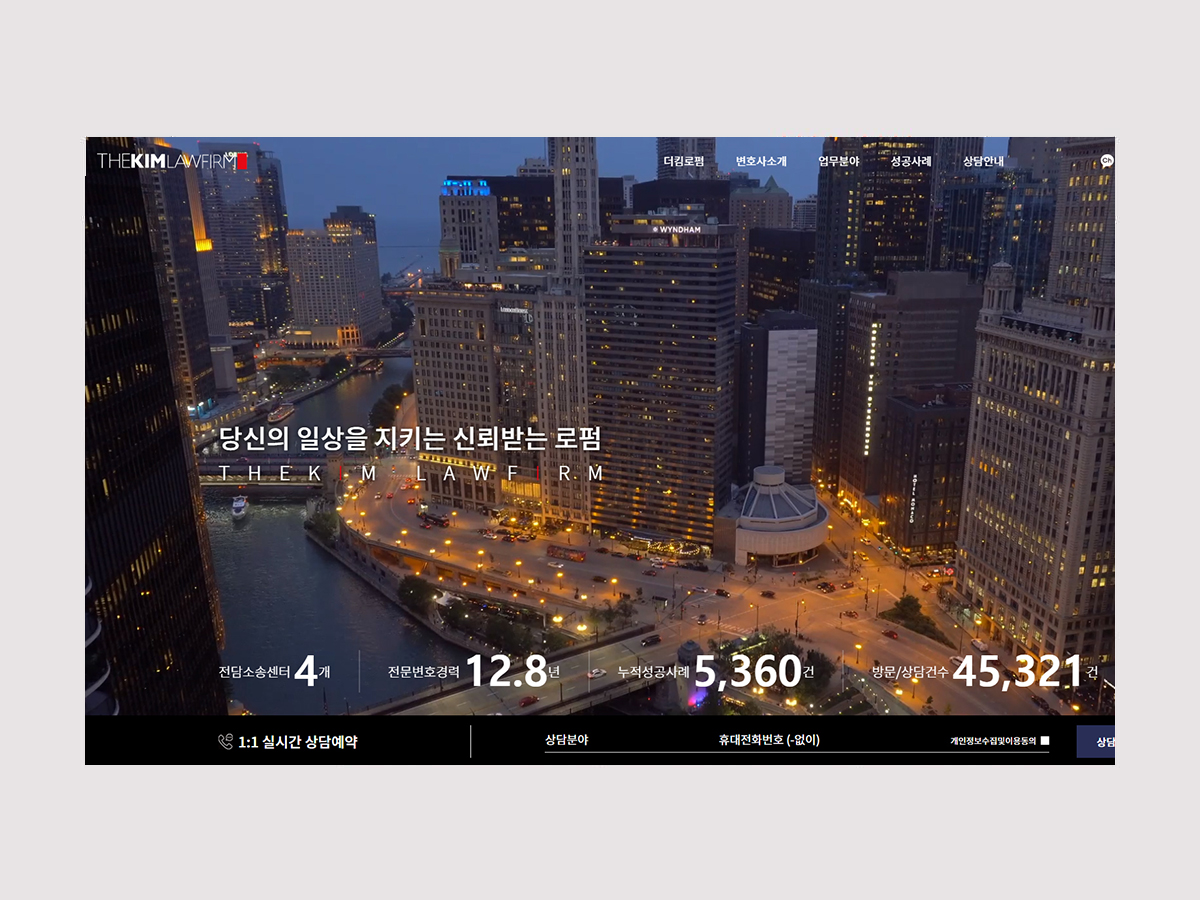 THEKIMLAWFIRM
더킴로펌 변호사소개 업무분야 성공사례 상담안내
WYNDHAM
당신의 일상을 지키는 신뢰받는 로펌
THEKIM LAWFIRM
전담소송센터 4개 전문변호경력 12.8년 누적성공사례 5,360건 방문/상담건수 45,321건
1:1 실시간 상담예약 상담분야 휴대전화번호 (-없이) 개인정보수집및이용동의 상담